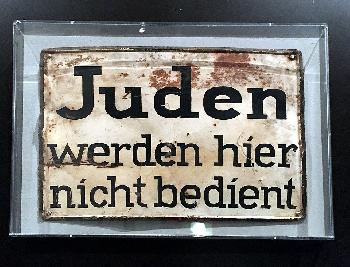 Juden
werden hier
nicht bedient